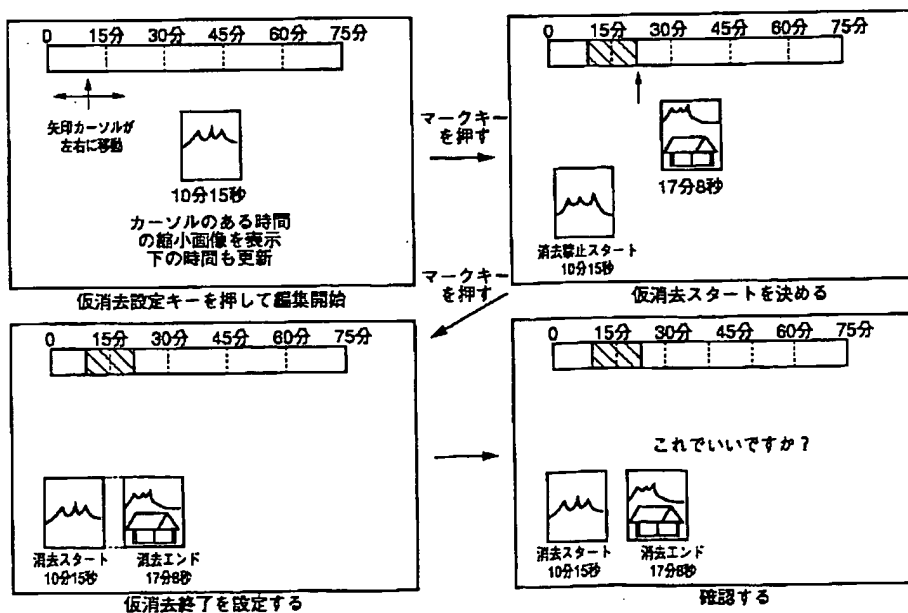 0 15分 30分 45分 60分 75分
矢印カーソルが
左右に移動
10分15秒
カーソルのある時間
の縮小画像を表示
下の時間も更新
仮消去設定キーを押して編集開始
マークキー
を押す
0 15分 30分 45分 60分 75分
17分8秒
消去禁止スタート
10分15秒
仮消去スタートを決める
マークキー
を押す
0 15分 30分 45分 60分 75分
消去スタート 消去エンド
10分15秒 17分8秒
仮消去終了を設定する
0 15分 30分 45分 60分 75分
これでいいですか?
消去スタート 消去エンド
10分15秒 17分8秒
確認する